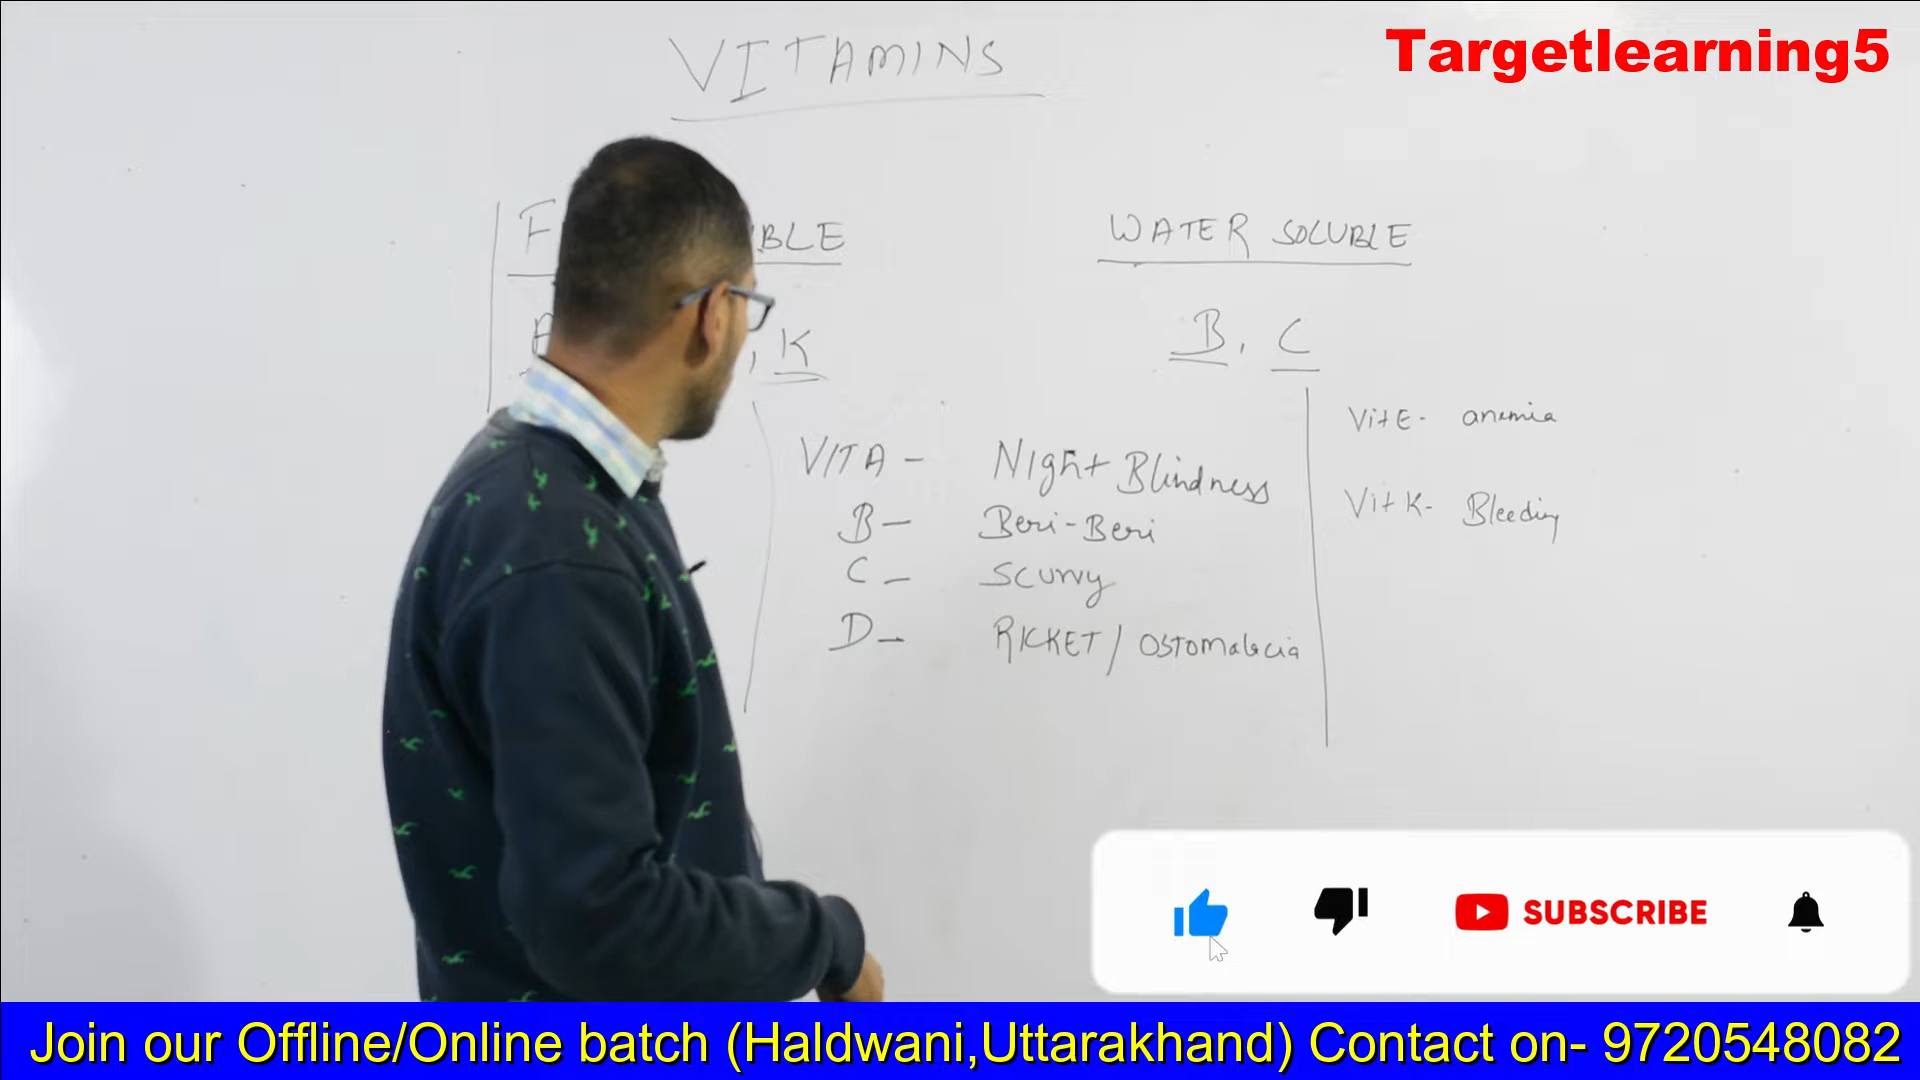 Targetlearning5
VITAMINS
WATER SOLUBLE
, K
B, C
VIT A - Night Blindness
B - Beri-Beri
C - Scurvy
D - RICKET / OSTOMalacia
Vit E - anemia
Vit K - Bleeding
SUBSCRIBE
Join our Offline/Online batch (Haldwani,Uttarakhand) Contact on- 9720548082